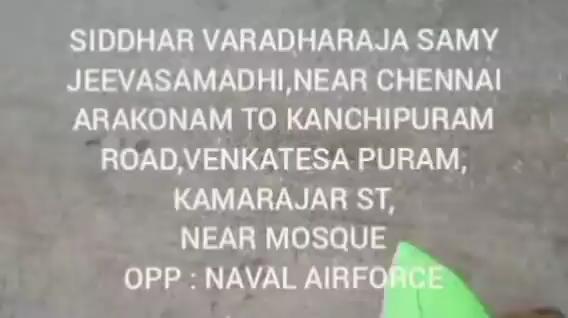 SIDDHAR VARADHARAJA SAMY
JEEVASAMADHI,NEAR CHENNAI
ARAKONAM TO KANCHIPURAM
ROAD,VENKATESA PURAM,
KAMARAJAR ST,
NEAR MOSQUE
OPP : NAVAL AIRFORCE